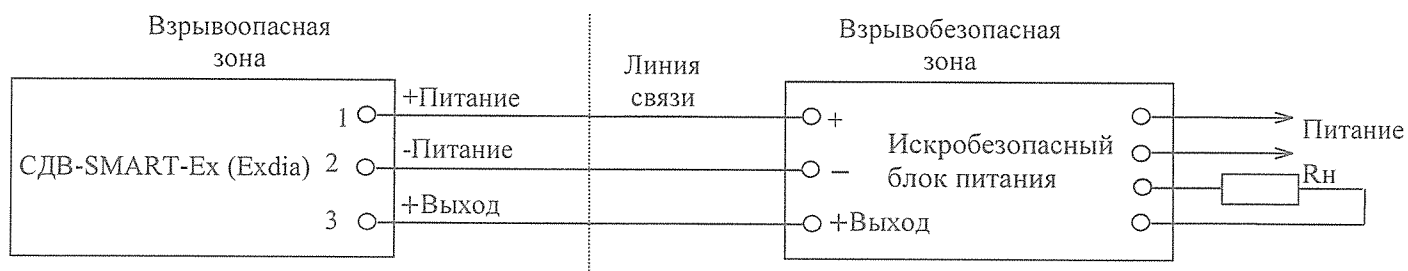 Взрывоопасная
зона
Взрывобезопасная
зона
Линия
связи
СДВ-SMART-Ex (Exdia)
1
+Питание
2
-Питание
3
+Выход
+
−
+Выход
Искробезопасный
блок питания
Питание
Rн